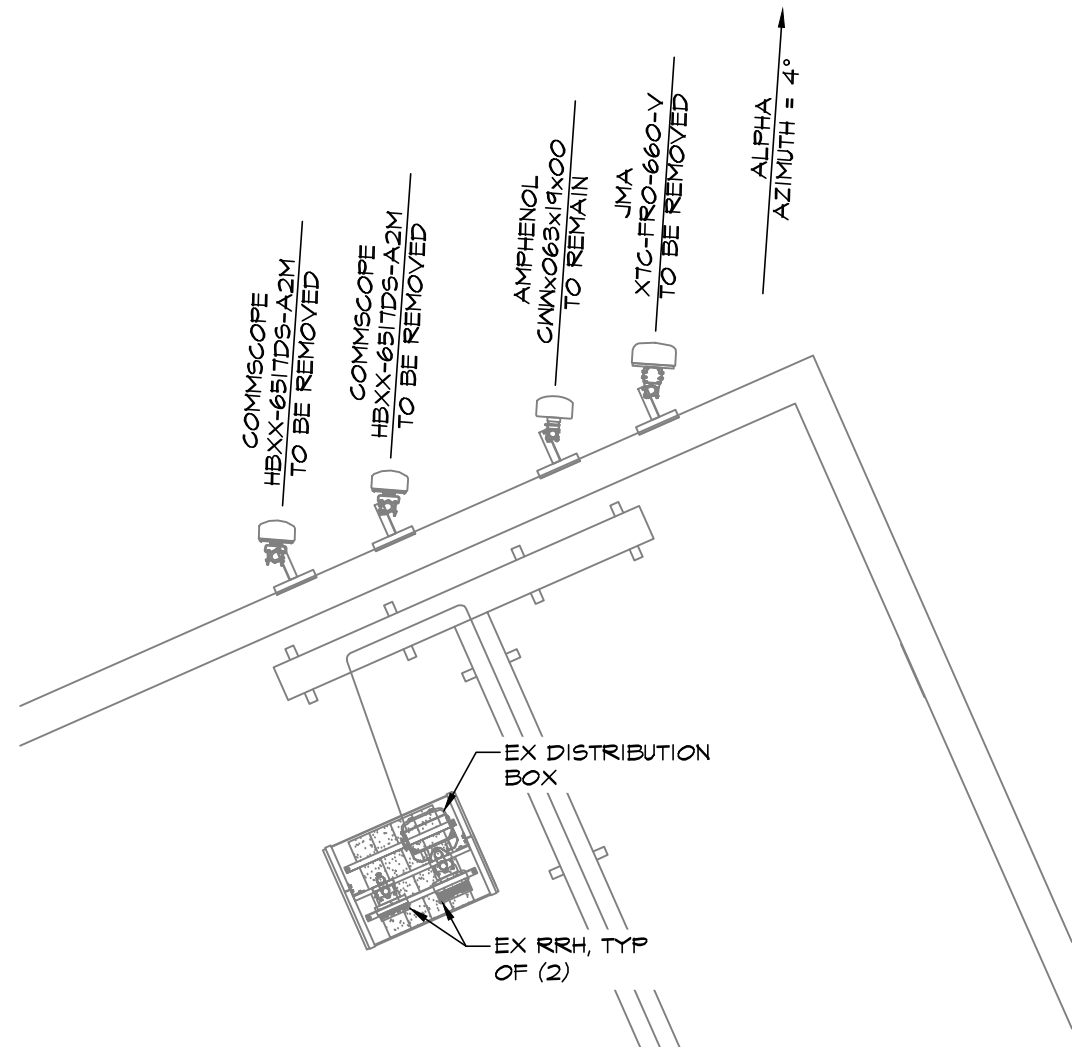 COMMSCOPE
HBXX-6517DS-A2M
TO BE REMOVED
COMMSCOPE
HBXX-6517DS-A2M
TO BE REMOVED
AMPHENOL
CWWx063x19x00
TO REMAIN
JMA
X7C-FRO-660-V
TO BE REMOVED
ALPHA
AZIMUTH = 4°
EX DISTRIBUTION
BOX
EX RRH, TYP
OF (2)